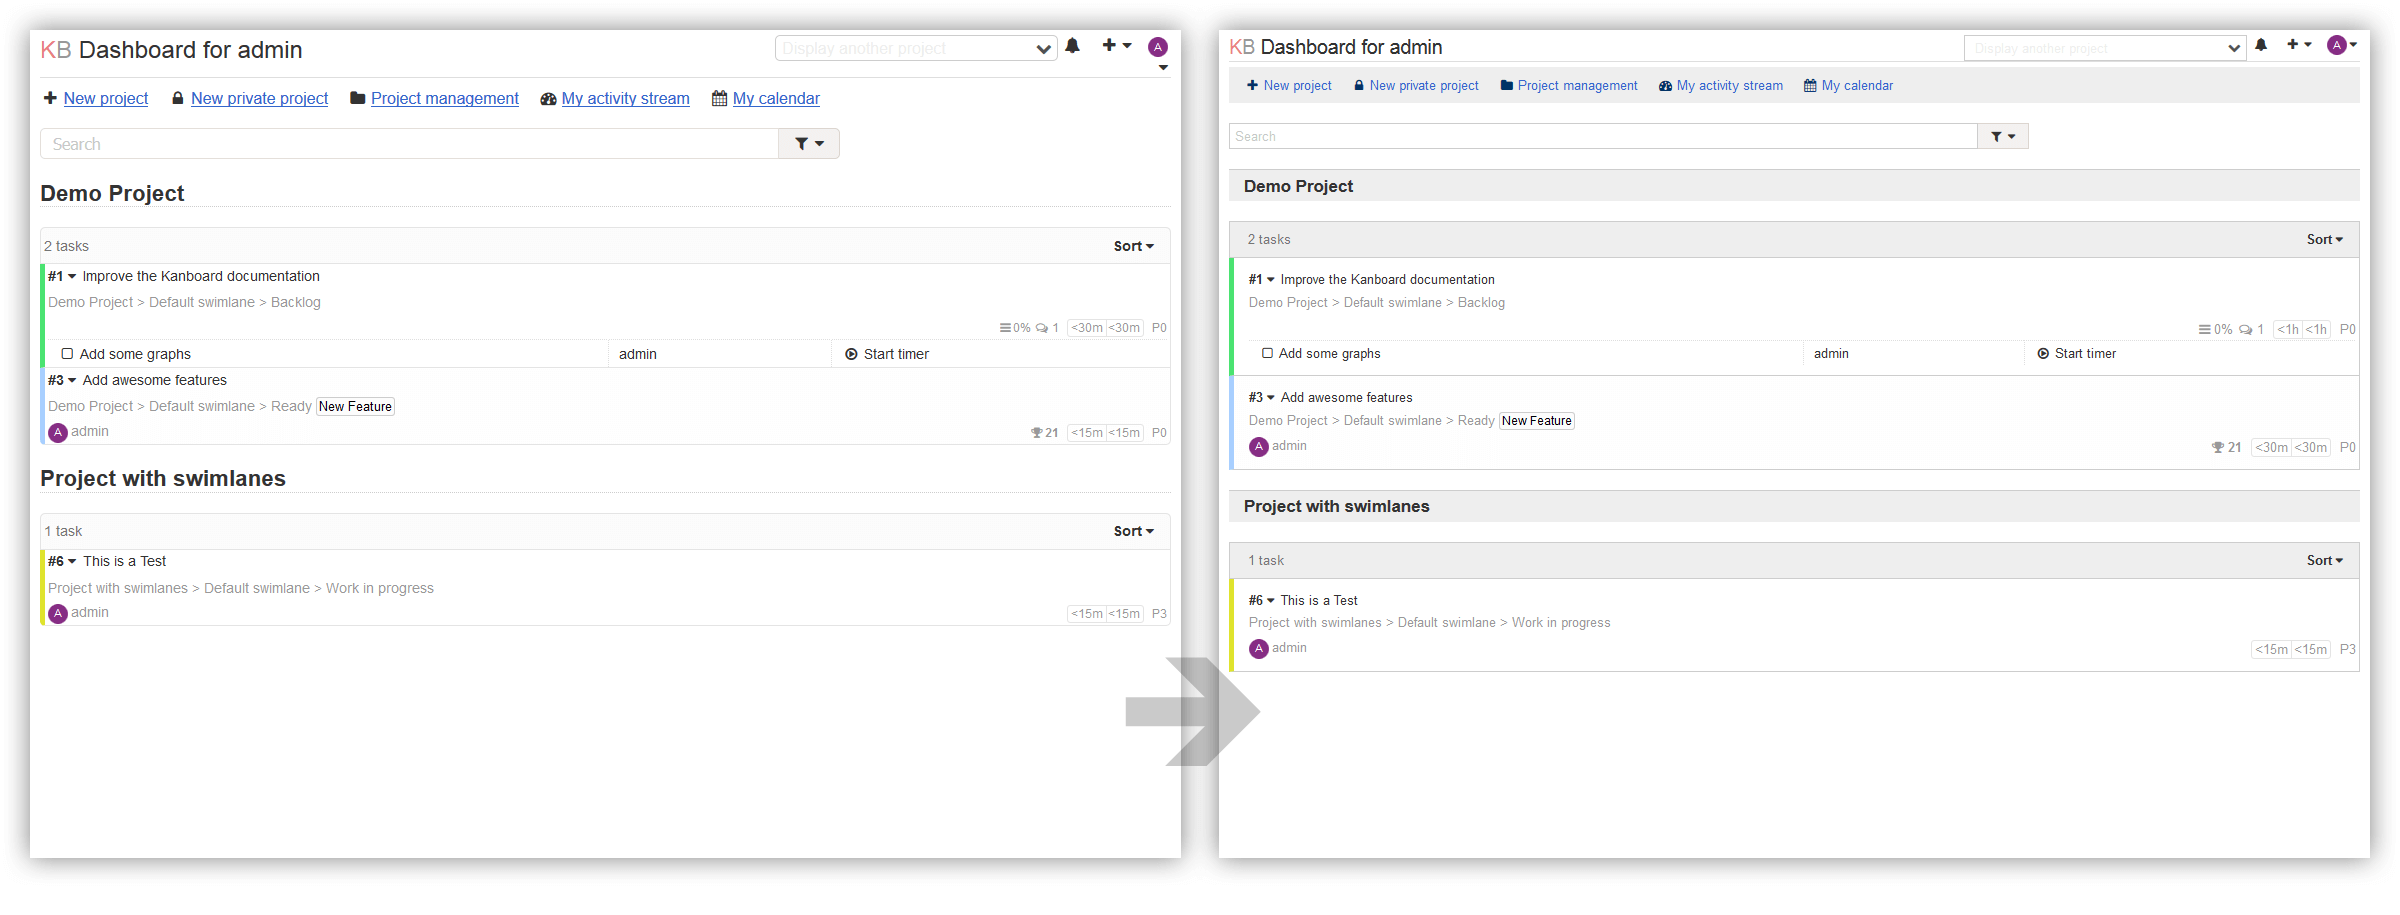 KB Dashboard for admin
Display another project
A
New project New private project Project management My activity stream My calendar
Search
Demo Project
2 tasks Sort
#1 Improve the Kanboard documentation
Demo Project > Default swimlane > Backlog
0% 1 <30m <30m P0
Add some graphs admin Start timer
#3 Add awesome features
Demo Project > Default swimlane > Ready New Feature
A admin 21 <15m <15m P0
Project with swimlanes
1 task Sort
#6 This is a Test
Project with swimlanes > Default swimlane > Work in progress
A admin <15m <15m P3
KB Dashboard for admin
Display another project
A
New project New private project Project management My activity stream My calendar
Search
Demo Project
2 tasks Sort
#1 Improve the Kanboard documentation
Demo Project > Default swimlane > Backlog
0% 1 <1h <1h P0
Add some graphs admin Start timer
#3 Add awesome features
Demo Project > Default swimlane > Ready New Feature
A admin 21 <30m <30m P0
Project with swimlanes
1 task Sort
#6 This is a Test
Project with swimlanes > Default swimlane > Work in progress
A admin <15m <15m P3